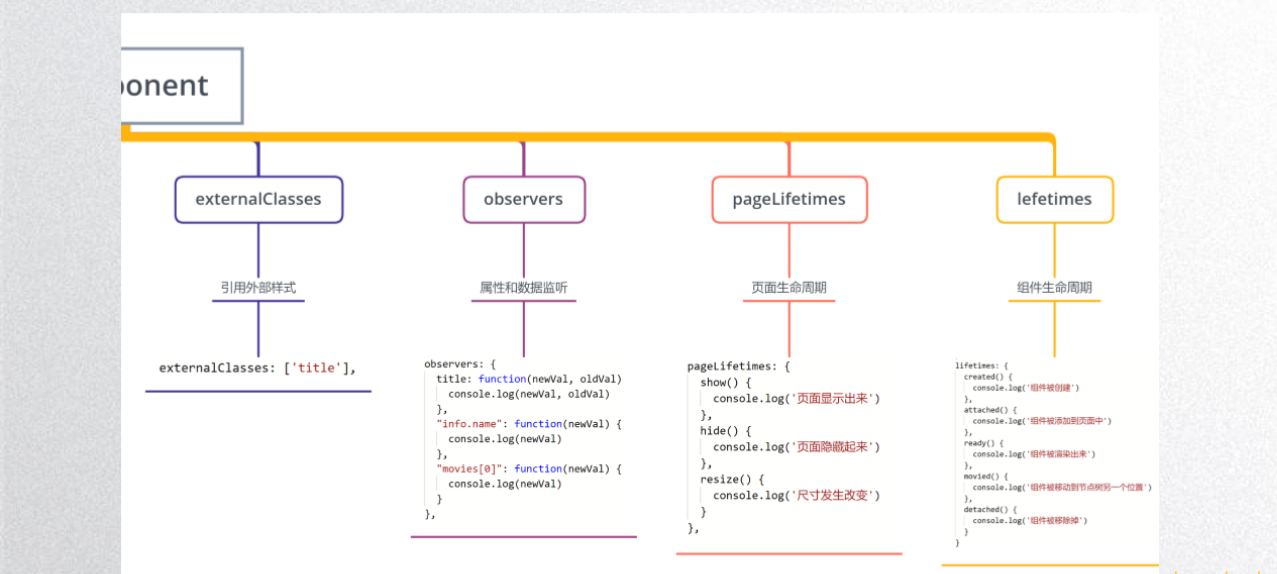 ponent
externalClasses
observers
pageLifetimes
lefetimes
引用外部样式
属性和数据监听
页面生命周期
组件生命周期
externalClasses: ['title'],
observers: {
title: function(newVal, oldVal)
console.log(newVal, oldVal)
},
"info.name": function(newVal) {
console.log(newVal)
},
"movies[0]": function(newVal) {
console.log(newVal)
}
},
pageLifetimes: {
show() {
console.log('页面显示出来')
},
hide() {
console.log('页面隐藏起来')
},
resize() {
console.log('尺寸发生改变')
}
},
lifetimes: {
created() {
console.log('组件被创建')
},
attached() {
console.log('组件被添加到页面中')
},
ready() {
console.log('组件被渲染出来')
},
movied() {
console.log('组件被移动到节点树另一个位置')
},
detached() {
console.log('组件被移除掉')
}
}